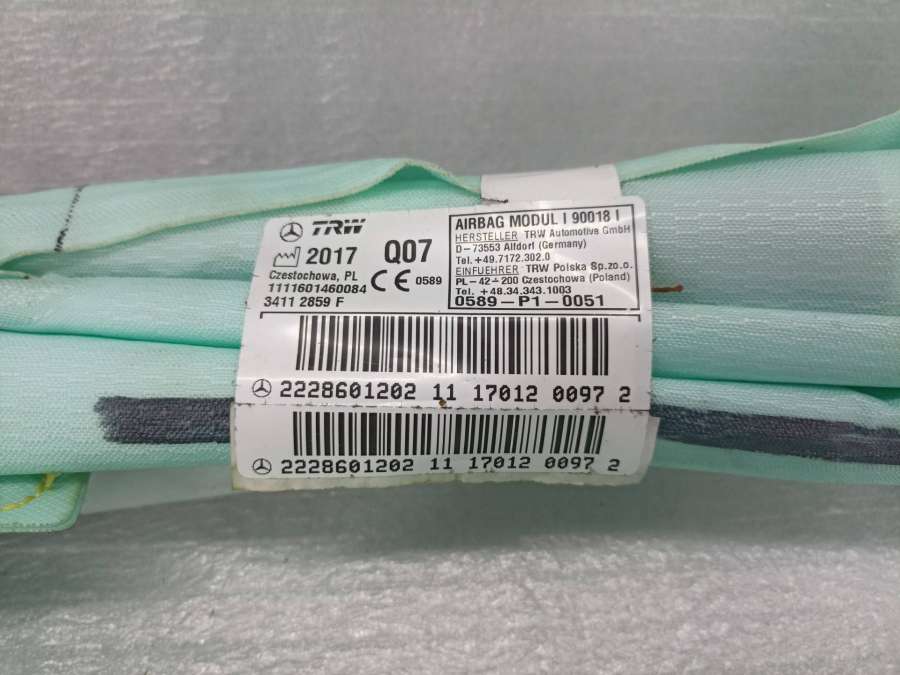 TRW
2017 Q07
Czestochowa, PL
1111601460084
CE 0589
34112859 F
AIRBAG MODUL I 90018 I
HERSTELLER TRW Automotive GmbH
D-73553 Alfdorf (Germany)
Tel.+49.7172.302.0
EINFUEHRER TRW Polska Sp.zo.o.
PL-42-200 Czestochowa (Poland)
Tel. +48.34.343.1003
0589-P1-0051
2228601202 11 17012 0097 2
2228601202 11 17012 0097 2